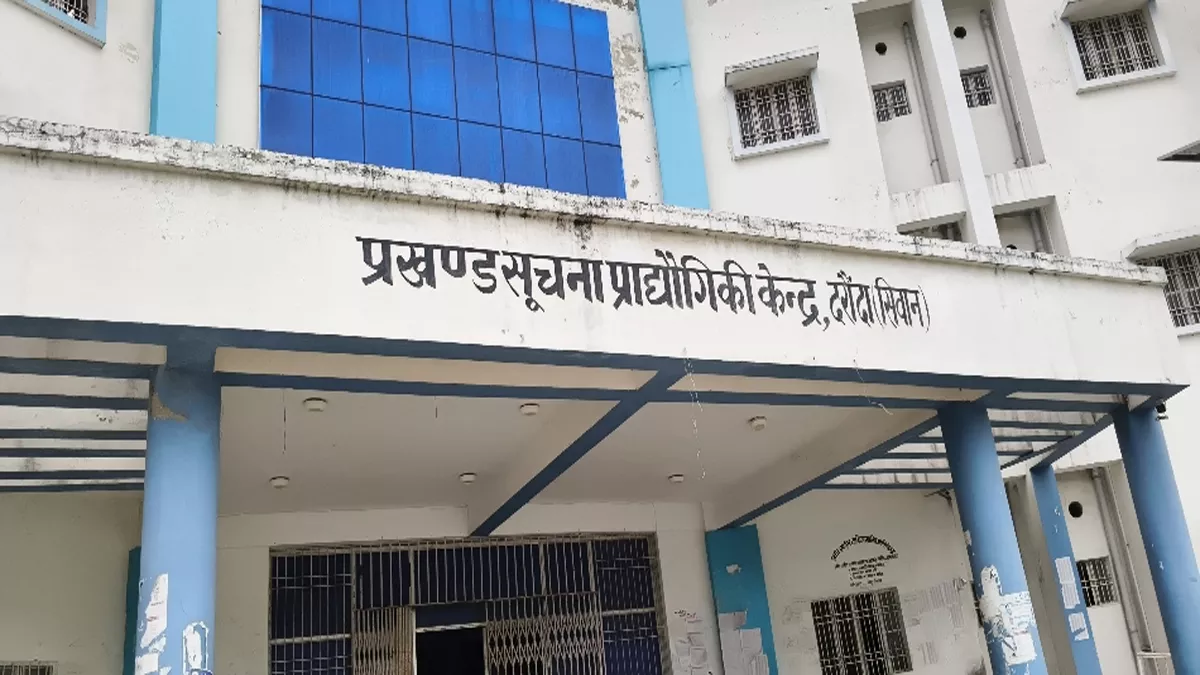 प्रखण्ड सूचना प्राद्यौगिकी केन्द्र, दरौंदा (सिवान)